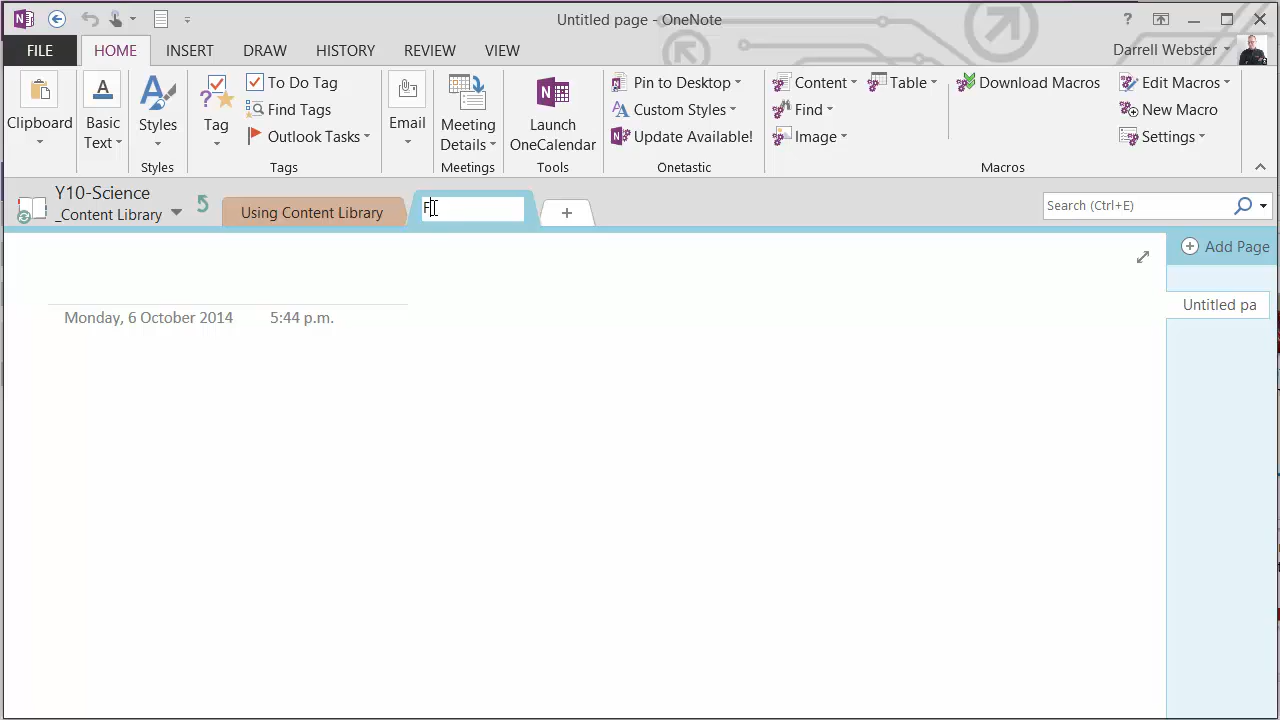 Untitled page - OneNote
?
FILE
HOME
INSERT
DRAW
HISTORY
REVIEW
VIEW
Darrell Webster
Clipboard
Basic
Text
Styles
Styles
Tag
To Do Tag
Find Tags
Outlook Tasks
Tags
Email
Meeting
Details
Meetings
Launch
OneCalendar
Tools
Pin to Desktop
Custom Styles
Update Available!
Onetastic
Content
Table
Find
Image
Download Macros
Edit Macros
New Macro
Settings
Macros
Y10-Science
_Content Library
Using Content Library
F
+
Search (Ctrl+E)
Add Page
Untitled pa
Monday, 6 October 2014 5:44 p.m.